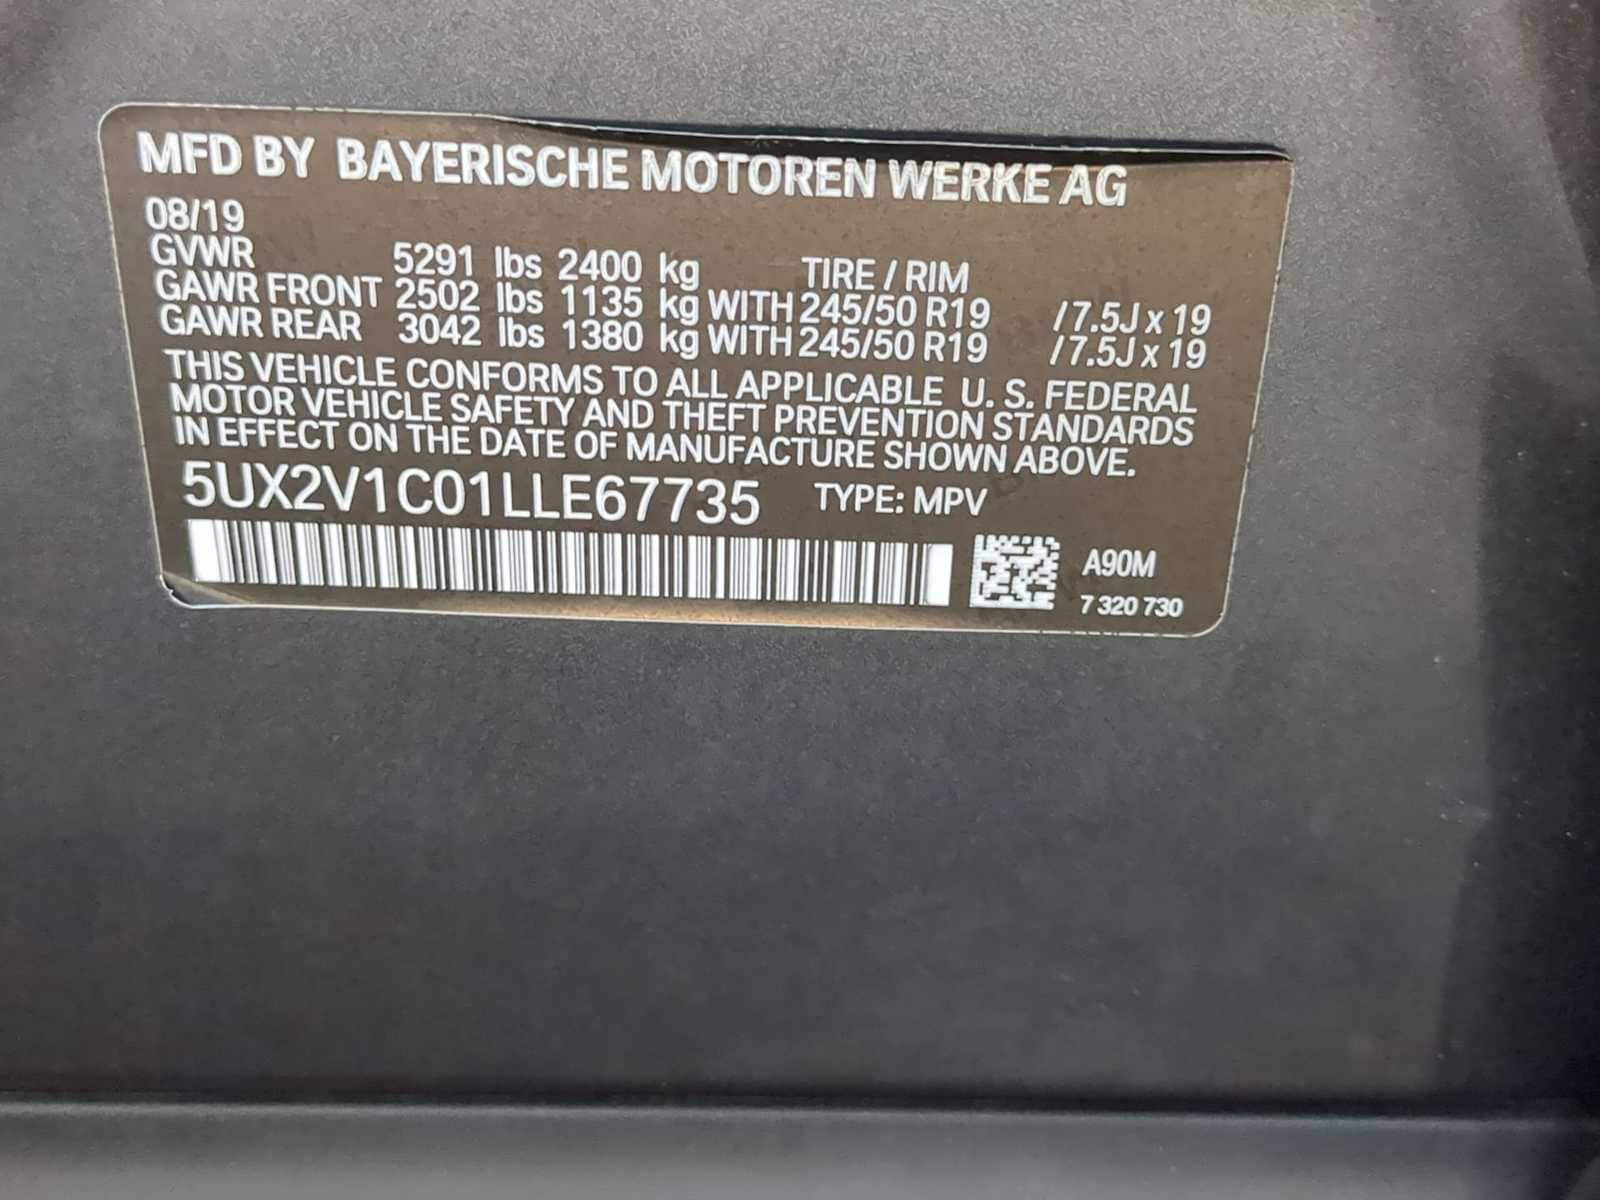 MFD BY BAYERISCHE MOTOREN WERKE AG
08/19
GVWR 5291 lbs 2400 kg TIRE / RIM
GAWR FRONT 2502 lbs 1135 kg WITH 245/50 R19 /7.5J x 19
GAWR REAR 3042 lbs 1380 kg WITH 245/50 R19 /7.5J x 19
THIS VEHICLE CONFORMS TO ALL APPLICABLE U. S. FEDERAL
MOTOR VEHICLE SAFETY AND THEFT PREVENTION STANDARDS
IN EFFECT ON THE DATE OF MANUFACTURE SHOWN ABOVE.
5UX2V1C01LLE67735 TYPE: MPV
A90M
7 320 730